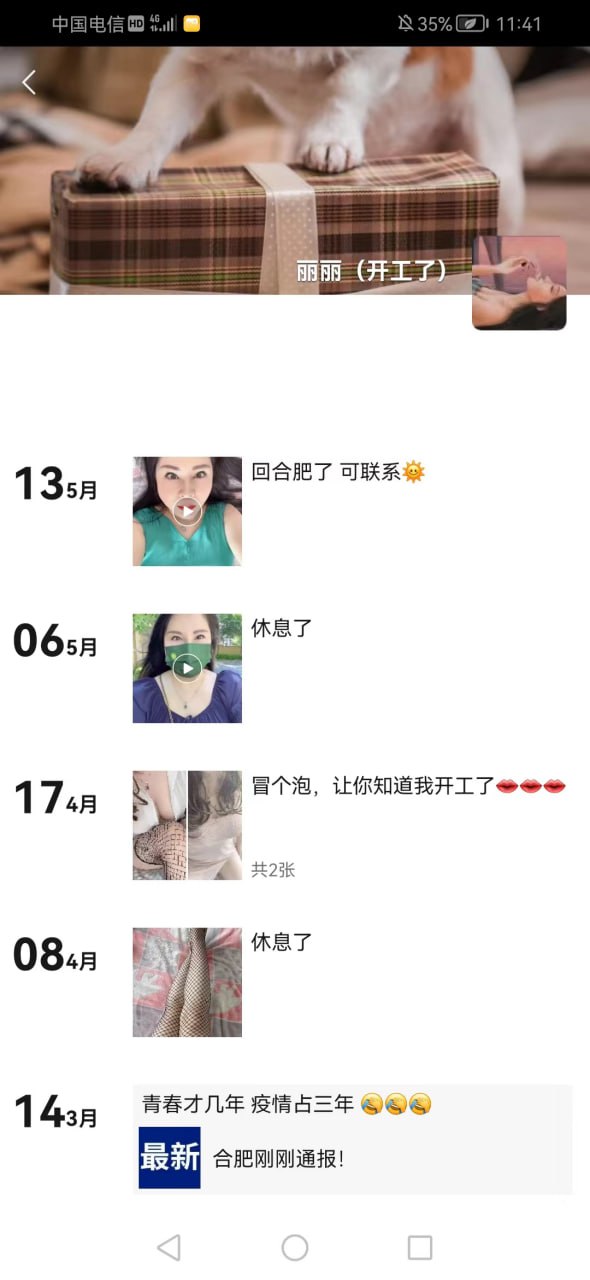 中国电信 HD 4G 35% 11:41
丽丽（开工了）
13 5月 回合肥了 可联系🌞
06 5月 休息了
17 4月 冒个泡，让你知道我开工了💋💋💋
共2张
08 4月 休息了
14 3月 青春才几年 疫情占三年 🤣🤣🤣
最新 合肥刚刚通报！